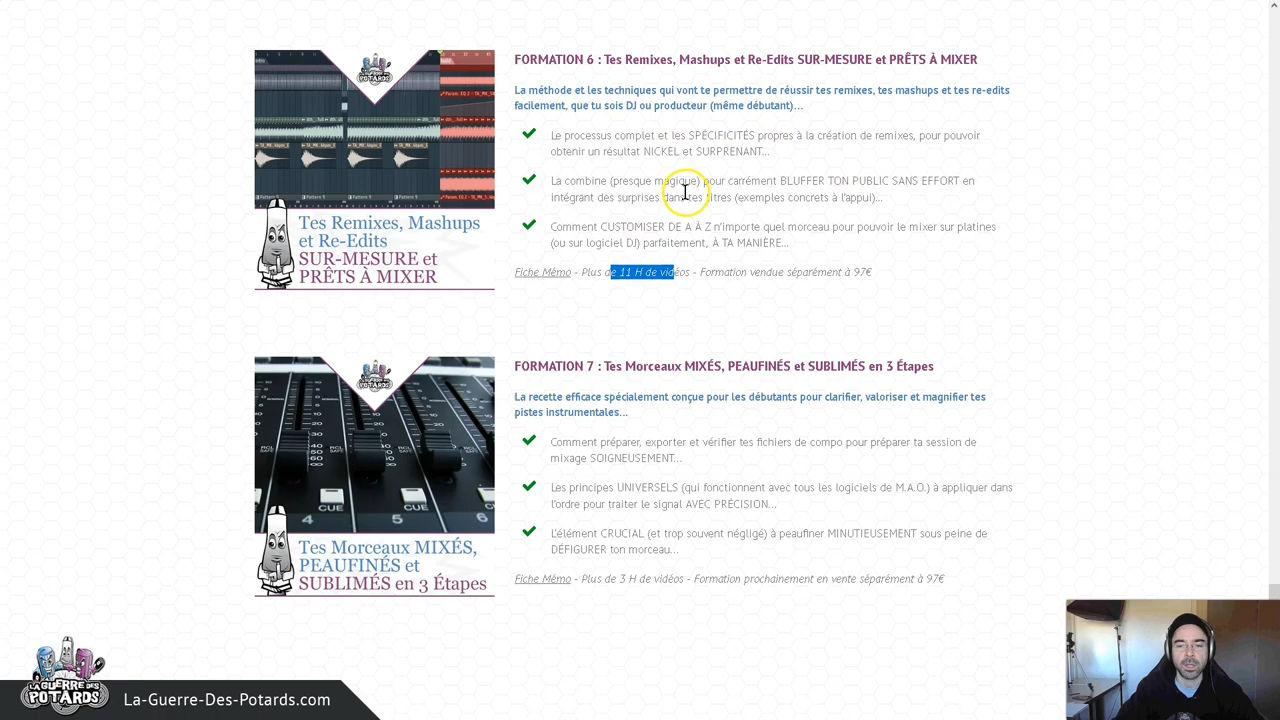 FORMATION 6 : Tes Remixes, Mashups et Re-Edits SUR-MESURE et PRÊTS À MIXER
La méthode et les techniques qui vont te permettre de réussir tes remixes, tes mashups et tes re-edits
facilement, que tu sois DJ ou producteur (même débutant)...
Le processus complet et les SPÉCIFICITÉS propres à la création de remixes, pour pouvoir
obtenir un résultat NICKEL et SURPRENANT...
La combine (presque magique) pour carrément BLUFFER TON PUBLIC SANS EFFORT en
intégrant des surprises dans tes titres (exemples concrets à l'appui)...
Comment CUSTOMISER DE A À Z n'importe quel morceau pour pouvoir le mixer sur platines
(ou sur logiciel DJ) parfaitement, À TA MANIÈRE...
Fiche Mémo - Plus de 11 H de vidéos - Formation vendue séparément à 97€
LA GUERRE DES
POTARDS
Tes Remixes, Mashups
et Re-Edits
SUR-MESURE et
PRÊTS À MIXER
FORMATION 7 : Tes Morceaux MIXÉS, PEAUFINÉS et SUBLIMÉS en 3 Étapes
La recette efficace spécialement conçue pour les débutants pour clarifier, valoriser et magnifier tes
pistes instrumentales...
Comment préparer, exporter et vérifier tes fichiers de compo pour préparer ta session de
mixage SOIGNEUSEMENT...
Les principes UNIVERSELS (qui fonctionnent avec tous les logiciels de M.A.O.) à appliquer dans
l'ordre pour traiter le signal AVEC PRÉCISION...
L'élément CRUCIAL (et trop souvent négligé) à peaufiner MINUTIEUSEMENT sous peine de
DÉFIGURER ton morceau...
Fiche Mémo - Plus de 3 H de vidéos - Formation prochainement en vente séparément à 97€
LA GUERRE DES
POTARDS
CUE
CUE
4
5
6
Tes Morceaux MIXÉS,
PEAUFINÉS et
SUBLIMÉS en 3 Étapes
LA GUERRE DES
POTARDS
La-Guerre-Des-Potards.com